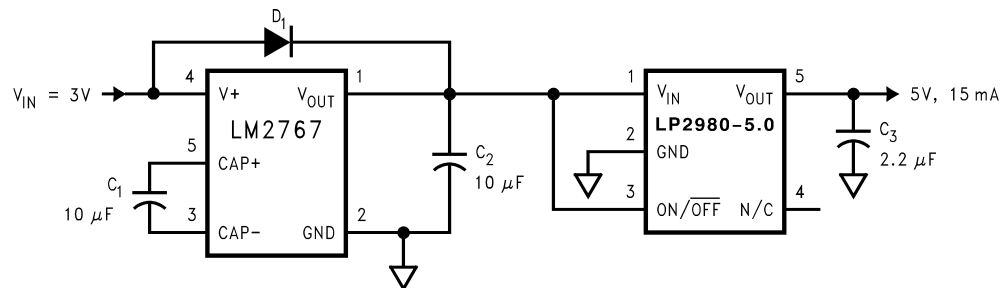 D1
VIN = 3V
4
V+
VOUT
1
LM2767
5
CAP+
C1
10 µF
3
CAP-
GND
2
C2
10 µF
1
VIN
VOUT
5
5V, 15 mA
LP2980-5.0
2
GND
3
ON/OFF
N/C
4
C3
2.2 µF